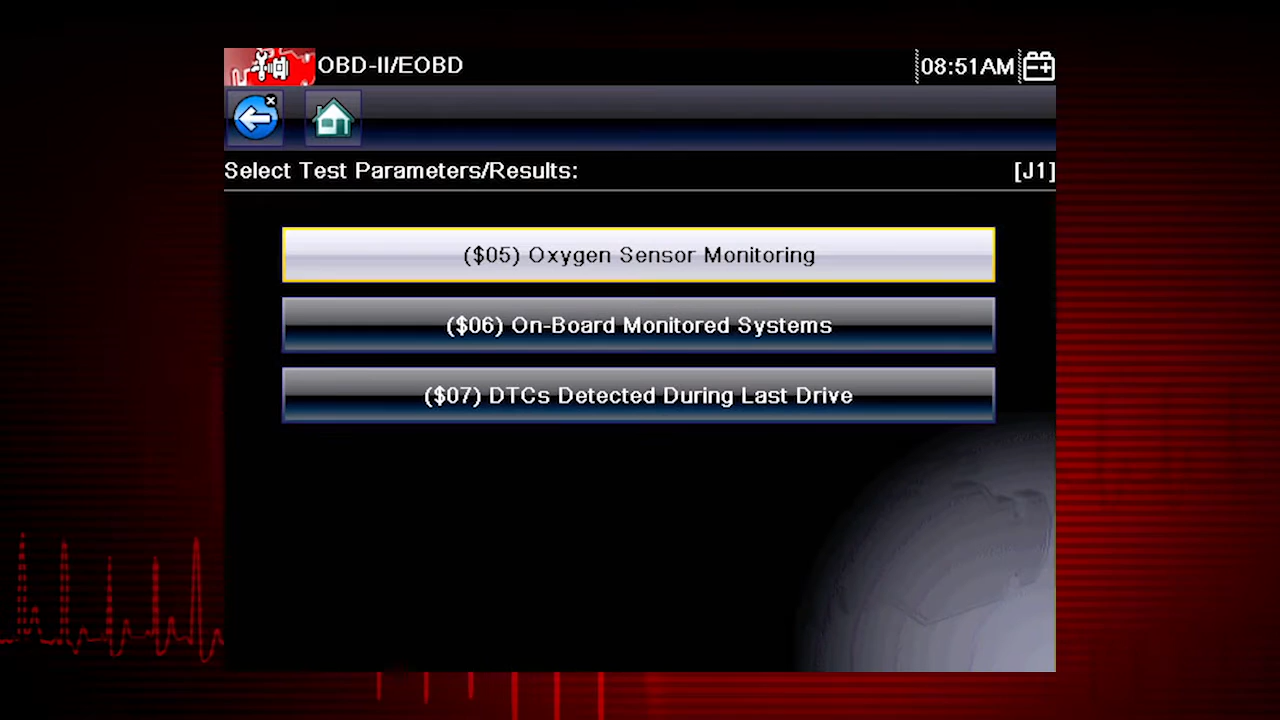 OBD-II/EOBD
08:51AM
Select Test Parameters/Results:
[J1]
($05) Oxygen Sensor Monitoring
($06) On-Board Monitored Systems
($07) DTCs Detected During Last Drive